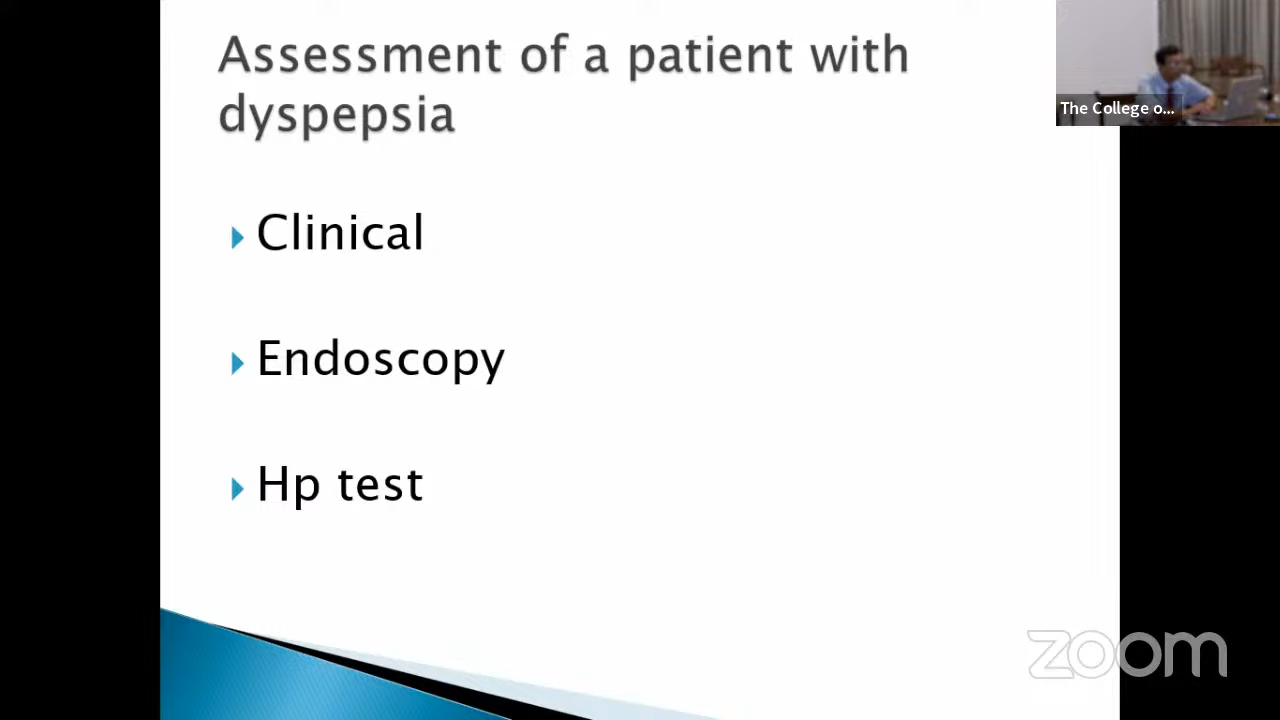 Assessment of a patient with
dyspepsia
Clinical
Endoscopy
Hp test
The College o...
zoom